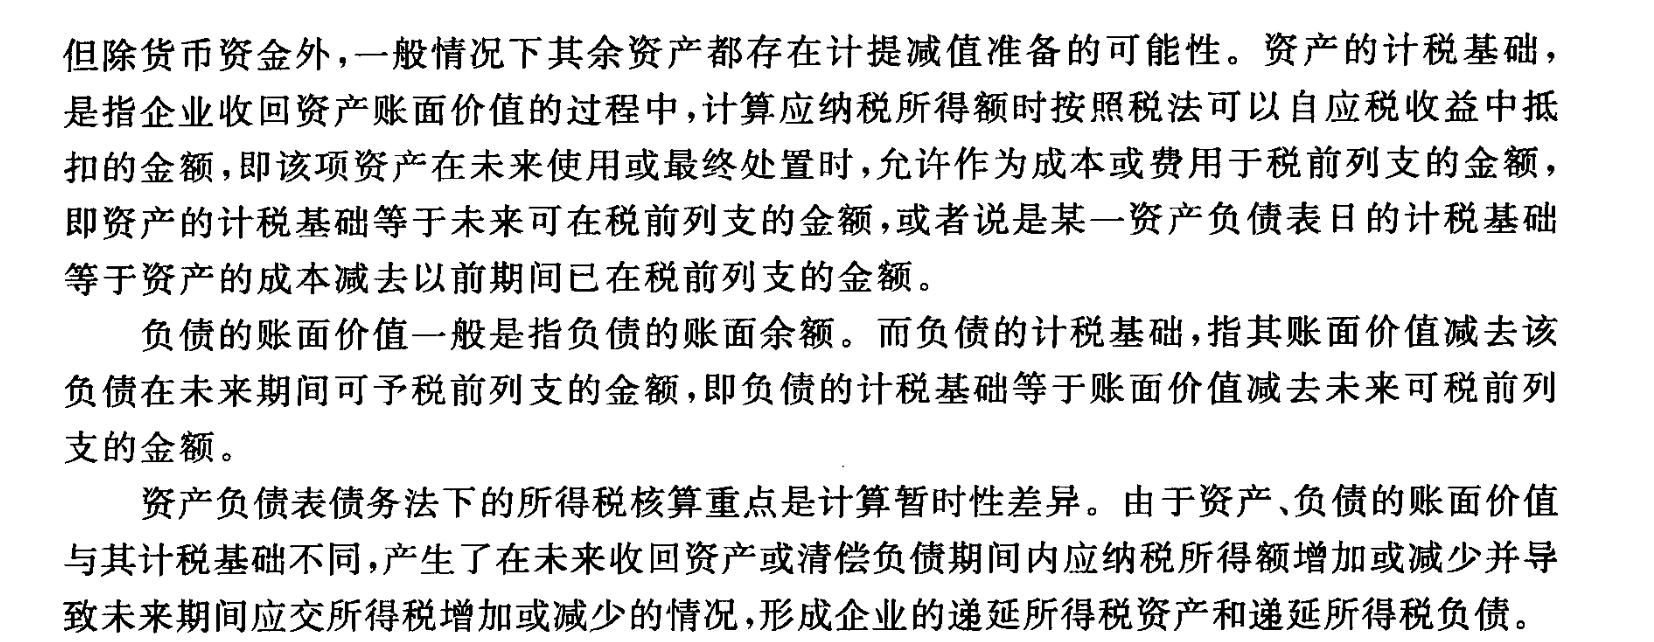 但除货币资金外,一般情况下其余资产都存在计提减值准备的可能性。资产的计税基础,
是指企业收回资产账面价值的过程中,计算应纳税所得额时按照税法可以自应税收益中抵
扣的金额,即该项资产在未来使用或最终处置时,允许作为成本或费用于税前列支的金额,
即资产的计税基础等于未来可在税前列支的金额,或者说是某一资产负债表日的计税基础
等于资产的成本减去以前期间已在税前列支的金额。
负债的账面价值一般是指负债的账面余额。而负债的计税基础,指其账面价值减去该
负债在未来期间可予税前列支的金额,即负债的计税基础等于账面价值减去未来可税前列
支的金额。
资产负债表债务法下的所得税核算重点是计算暂时性差异。由于资产、负债的账面价值
与其计税基础不同,产生了在未来收回资产或清偿负债期间内应纳税所得额增加或减少并导
致未来期间应交所得税增加或减少的情况,形成企业的递延所得税资产和递延所得税负债。